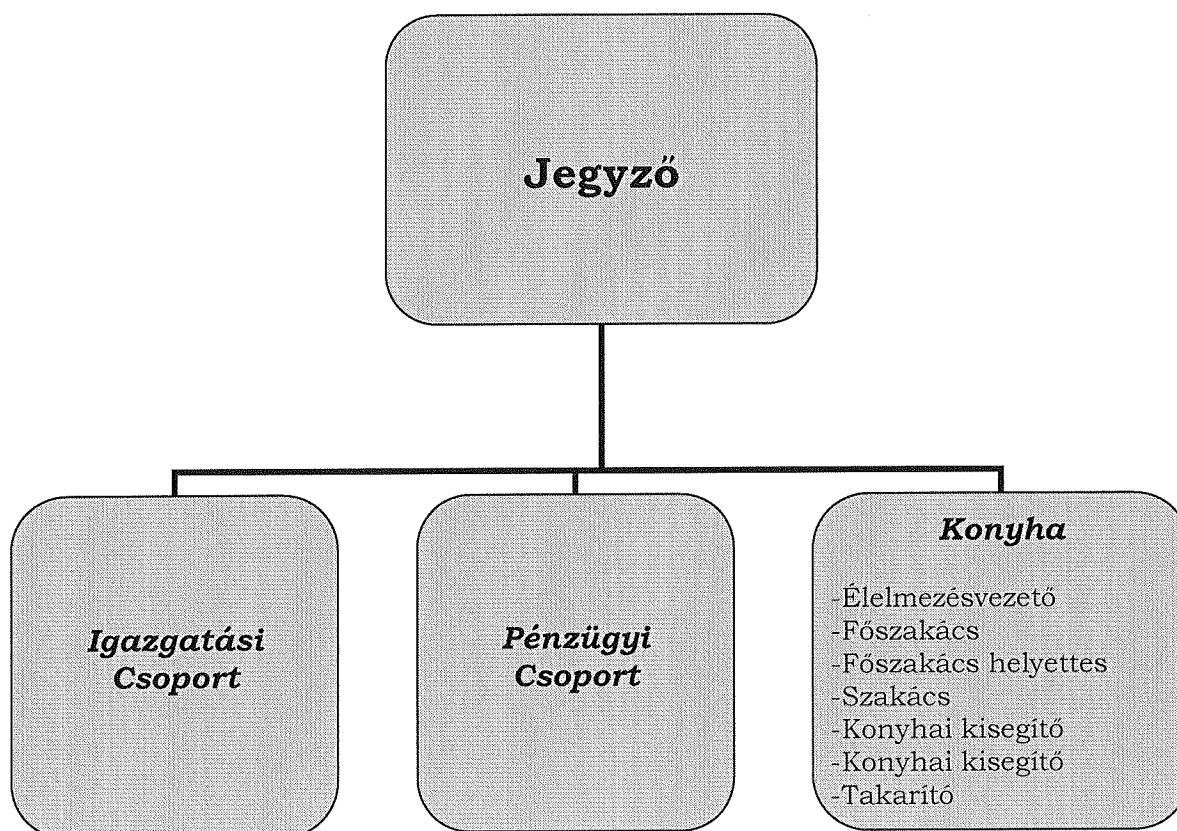 Jegyző
Igazgatási
Csoport
Pénzügyi
Csoport
Konyha
-Élelmezésvezető
-Főszakács
-Főszakács helyettes
-Szakács
-Konyhai kisegítő
-Konyhai kisegítő
-Takarító